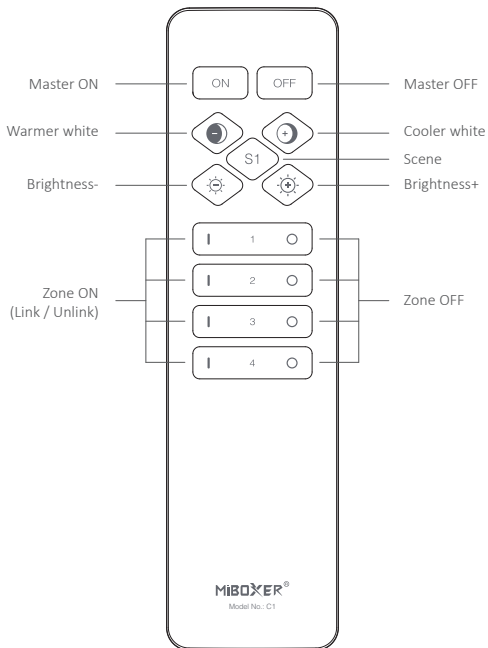 Master ON
ON
OFF
Master OFF
Warmer white
Cooler white
S1
Scene
Brightness-
Brightness+
1
2
Zone ON
(Link / Unlink)
Zone OFF
3
4
MiBOXER®
Model No.: C1